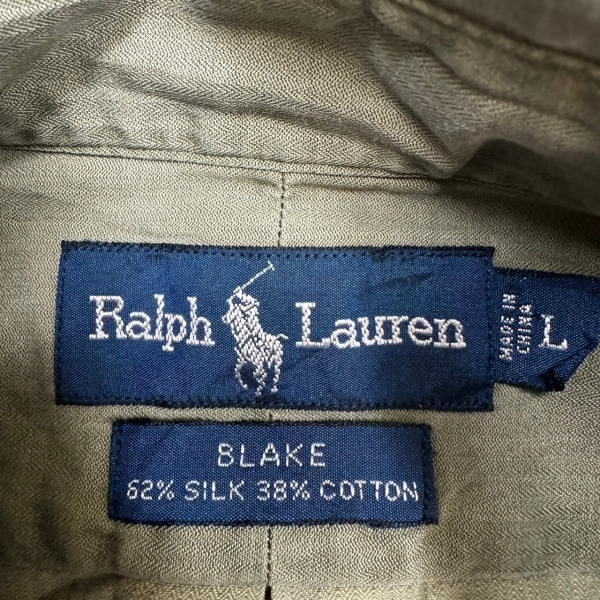 Ralph Lauren
MADE IN
CHINA
L
BLAKE
62% SILK 38% COTTON